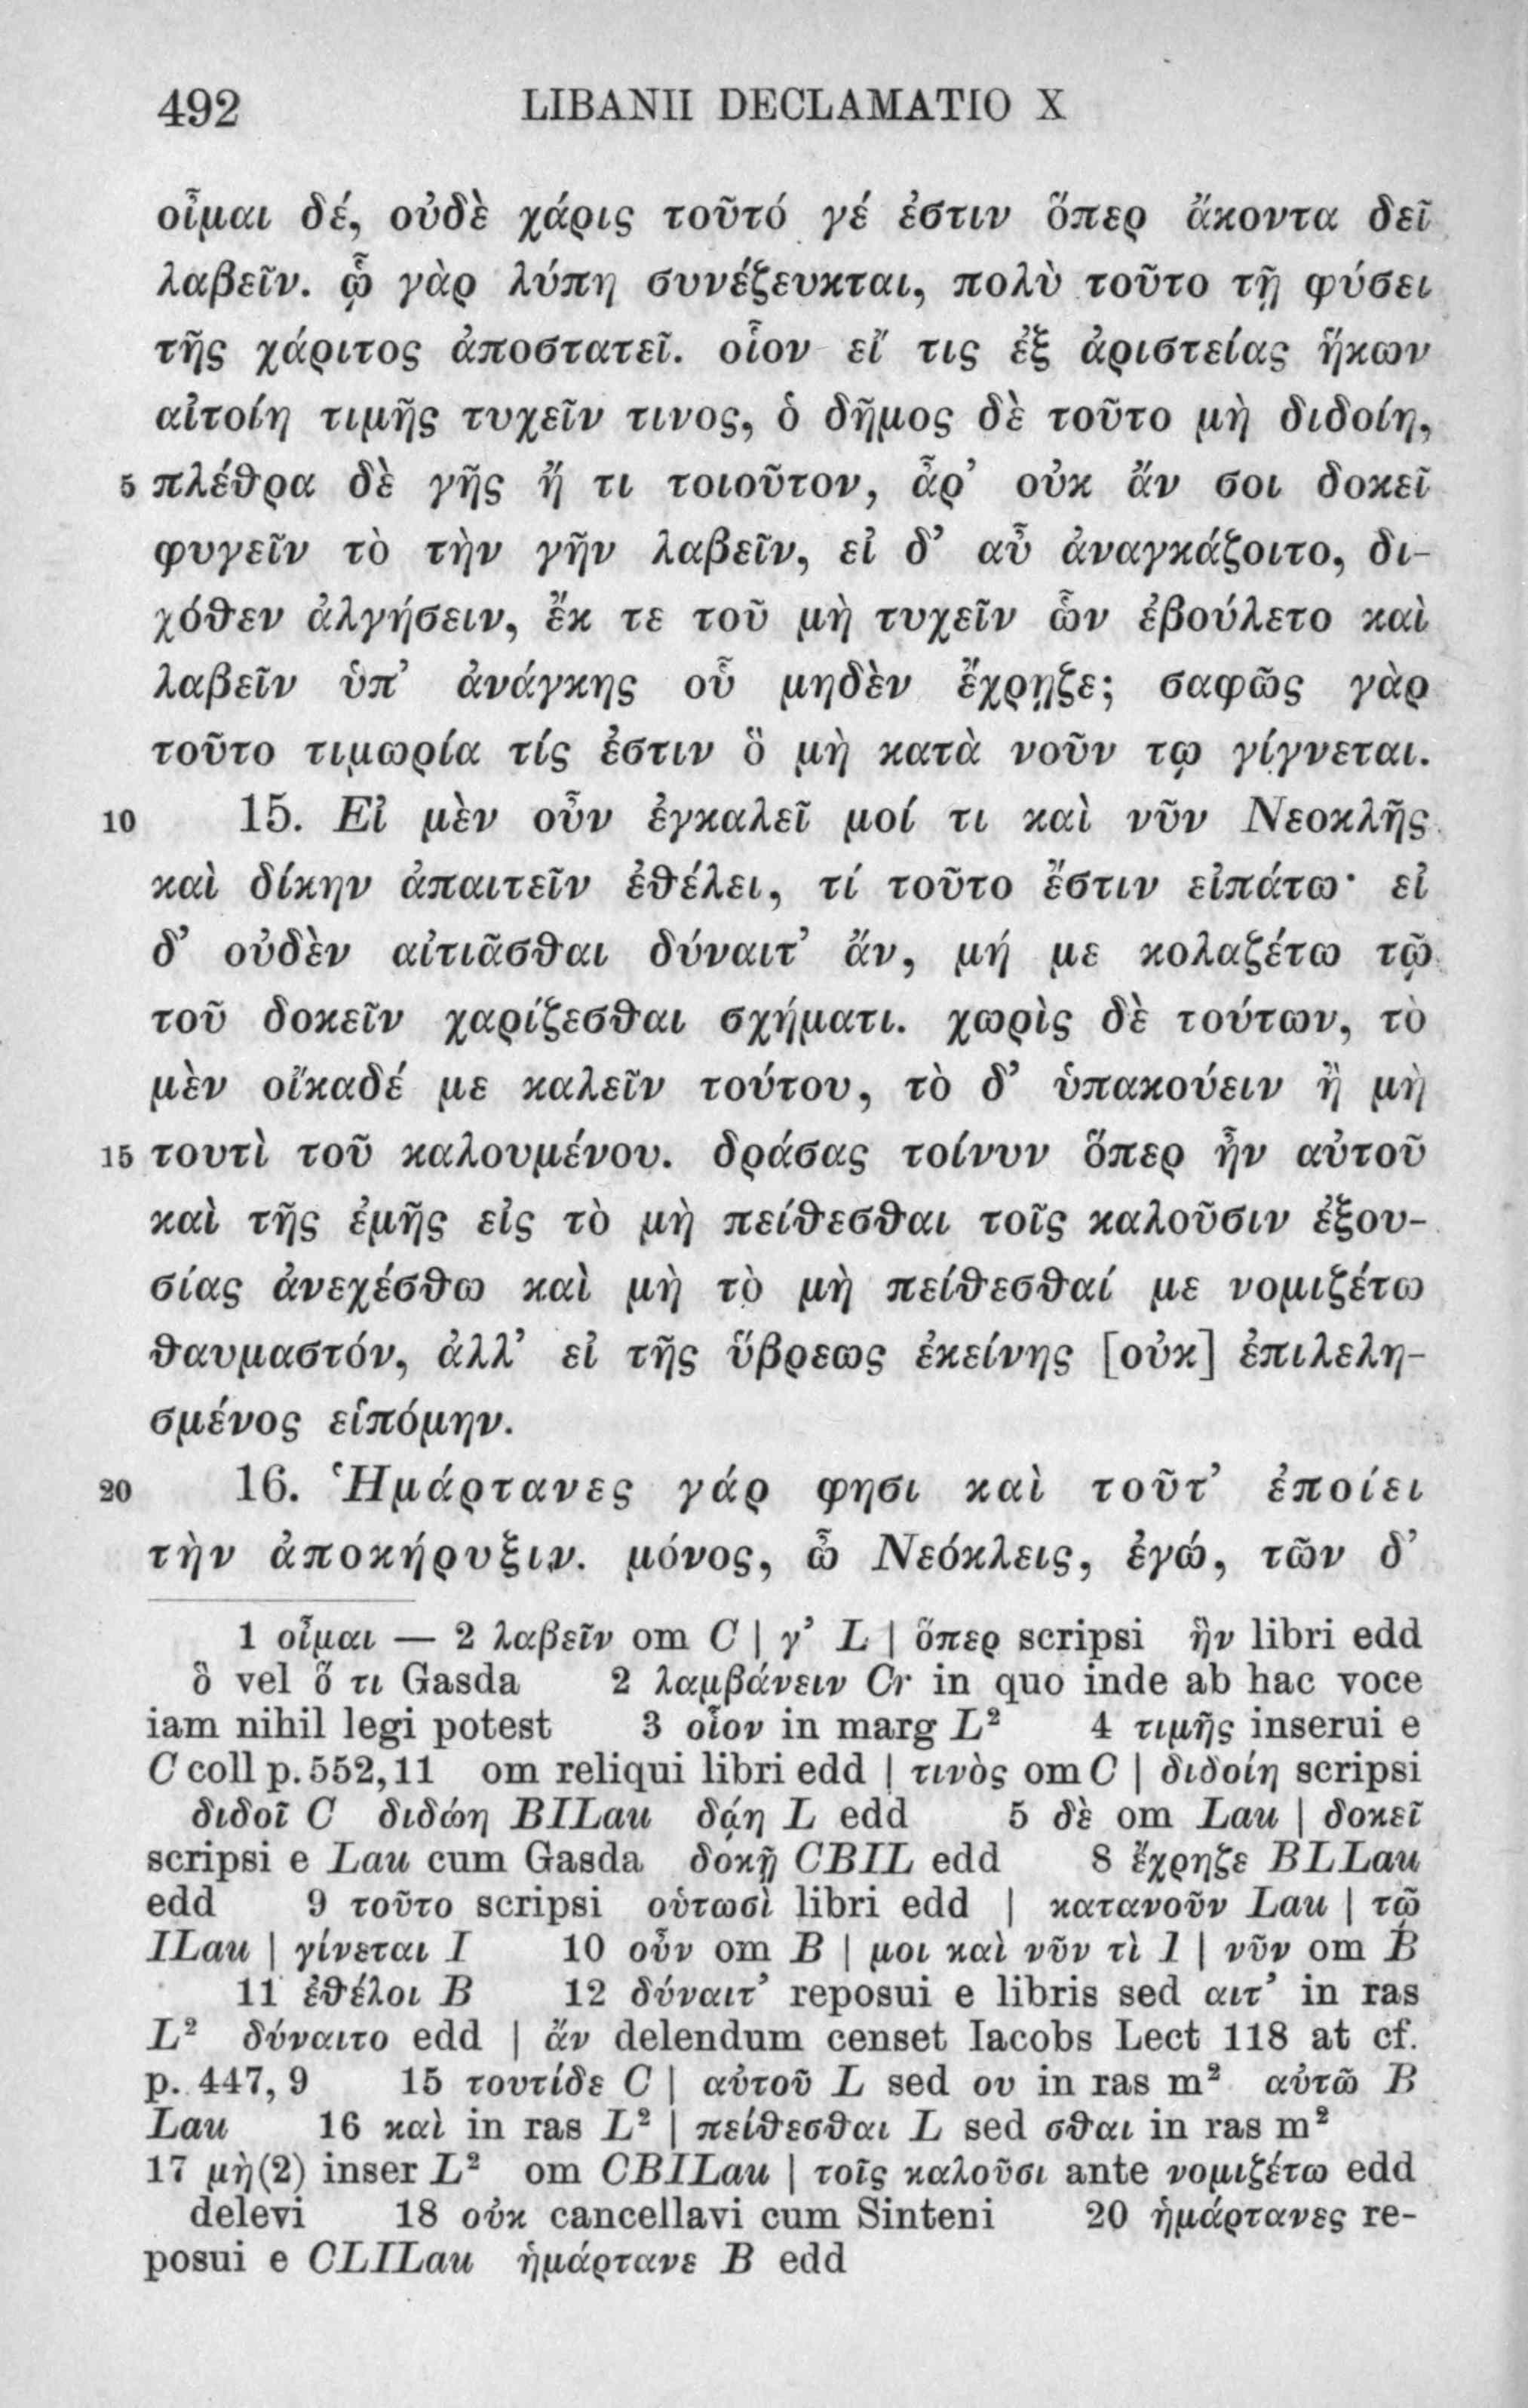 492 LIBANII DECLAMATIO X
οἶμαι δέ, οὐδὲ χάρις τοῦτό γέ ἐστιν ὅπερ ἄκοντα δεῖ
λαβεῖν. ᾧ γὰρ λύπη συνέζευκται, πολὺ τοῦτο τῇ φύσει
τῆς χάριτος ἀποστατεῖ. οἷον εἴ τις ἐξ ἀριστείας ἥκων
αἰτοίη τιμῆς τυχεῖν τινος, ὁ δῆμος δὲ τοῦτο μὴ διδοίη,
5 πλέθρα δὲ γῆς ἤ τι τοιοῦτον, ἆρ’ οὐκ ἄν σοι δοκεῖ
φυγεῖν τὸ τὴν γῆν λαβεῖν, εἰ δ’ αὖ ἀναγκάζοιτο, δι-
χόθεν ἀλγήσειν, ἔκ τε τοῦ μὴ τυχεῖν ὧν ἐβούλετο καὶ
λαβεῖν ὑπ’ ἀνάγκης οὗ μηδὲν ἔχρῃζε; σαφῶς γὰρ
τοῦτο τιμωρία τίς ἐστιν ὃ μὴ κατὰ νοῦν τῳ γίγνεται.
10 15. Εἰ μὲν οὖν ἐγκαλεῖ μοί τι καὶ νῦν Νεοκλῆς
καὶ δίκην ἀπαιτεῖν ἐθέλει, τί τοῦτο ἔστιν εἰπάτω· εἰ
δ’ οὐδὲν αἰτιᾶσθαι δύναιτ’ ἄν, μή με κολαζέτω τῷ
τοῦ δοκεῖν χαρίζεσθαι σχήματι. χωρὶς δὲ τούτων, τὸ
μὲν οἴκαδέ με καλεῖν τούτου, τὸ δ’ ὑπακούειν ἢ μὴ
15 τουτὶ τοῦ καλουμένου. δράσας τοίνυν ὅπερ ἦν αὐτοῦ
καὶ τῆς ἐμῆς εἰς τὸ μὴ πείθεσθαι τοῖς καλοῦσιν ἐξου-
σίας ἀνεχέσθω καὶ μὴ τὸ μὴ πείθεσθαί με νομιζέτω
θαυμαστόν, ἀλλ’ εἰ τῆς ὕβρεως ἐκείνης [οὐκ] ἐπιλελη-
σμένος εἱπόμην.
20 16. Ἡμάρτανες γάρ φησι καὶ τοῦτ’ ἐποίει
τὴν ἀποκήρυξιν. μόνος, ὦ Νεόκλεις, ἐγώ, τῶν δ’
1 οἶμαι — 2 λαβεῖν om C | γ’ L | ὅπερ scripsi ἣν libri edd
ὃ vel ὅ τι Gasda 2 λαμβάνειν Cr in quo inde ab hac voce
iam nihil legi potest 3 οἷον in marg L² 4 τιμῆς inserui e
C coll p. 552, 11 om reliqui libri edd | τινὸς om C | διδοίη scripsi
διδοῖ C διδώη BILau δῴη L edd 5 δὲ om Lau | δοκεῖ
scripsi e Lau cum Gasda δοκῇ CBIL edd 8 ἔχρηζε BLLau
edd 9 τοῦτο scripsi οὑτωσὶ libri edd | κατανοῦν Lau | τῷ
ILau | γίνεται I 10 οὖν om B | μοι καὶ νῦν τὶ I | νῦν om B
11 ἐθέλοι B 12 δύναιτ’ reposui e libris sed αιτ’ in ras
L² δύναιτο edd | ἄν delendum censet Iacobs Lect 118 at cf.
p. 447, 9 15 τουτίδε C | αὐτοῦ L sed ου in ras m² αὐτῶ B
Lau 16 καὶ in ras L² | πείθεσθαι L sed σθαι in ras m²
17 μὴ(2) inser L² om CBILau | τοῖς καλοῦσι ante νομιζέτω edd
delevi 18 οὐκ cancellavi cum Sinteni 20 ἡμάρτανες re-
posui e CLILau ἡμάρτανε B edd